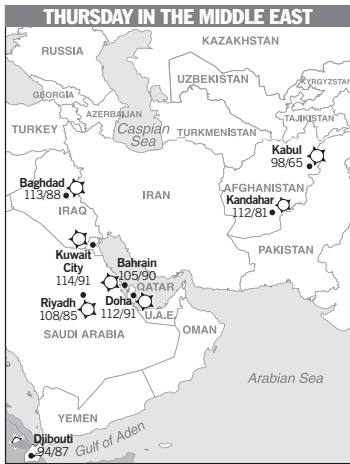 THURSDAY IN THE MIDDLE EAST
KAZAKHSTAN
RUSSIA
UZBEKISTAN
KYRGYZSTAN
GEORGIA
AZERBAIJAN
TAJIKISTAN
TURKEY
Caspian
Sea
TURKMENISTAN
Kabul
98/65
Baghdad
113/88
IRAQ
IRAN
AFGHANISTAN
Kandahar
112/81
PAKISTAN
Kuwait
City
114/91
Bahrain
105/90
QATAR
Doha
112/91
U.A.E.
Riyadh
108/85
OMAN
SAUDI ARABIA
Arabian Sea
YEMEN
Djibouti
94/87
Gulf of Aden